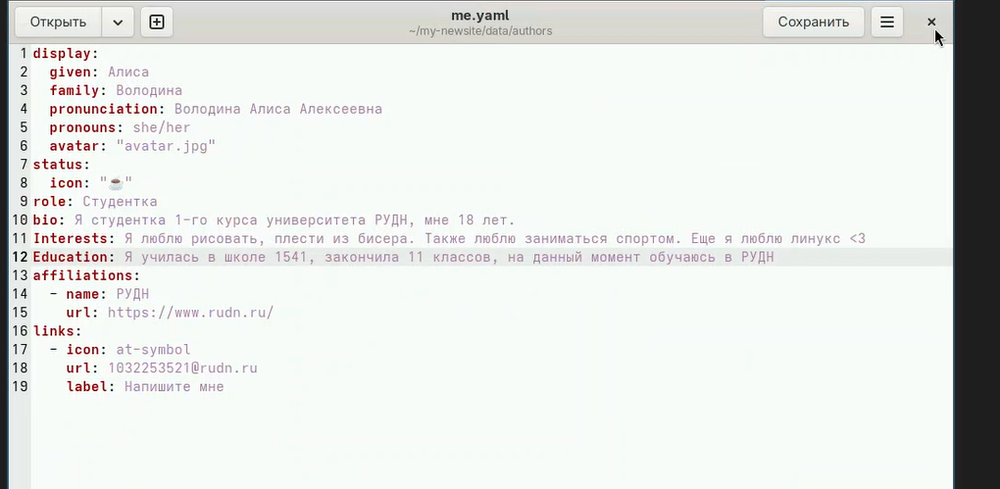 Открыть
me.yaml
~/my-newsite/data/authors
Сохранить
1 display:
2   given: Алиса
3   family: Володина
4   pronunciation: Володина Алиса Алексеевна
5   pronouns: she/her
6   avatar: "avatar.jpg"
7 status:
8   icon: "☕"
9 role: Студентка
10 bio: Я студентка 1-го курса университета РУДН, мне 18 лет.
11 Interests: Я люблю рисовать, плести из бисера. Также люблю заниматься спортом. Еще я люблю линукс <3
12 Education: Я училась в школе 1541, закончила 11 классов, на данный момент обучаюсь в РУДН
13 affiliations:
14   - name: РУДН
15     url: https://www.rudn.ru/
16 links:
17   - icon: at-symbol
18     url: 1032253521@rudn.ru
19     label: Напишите мне